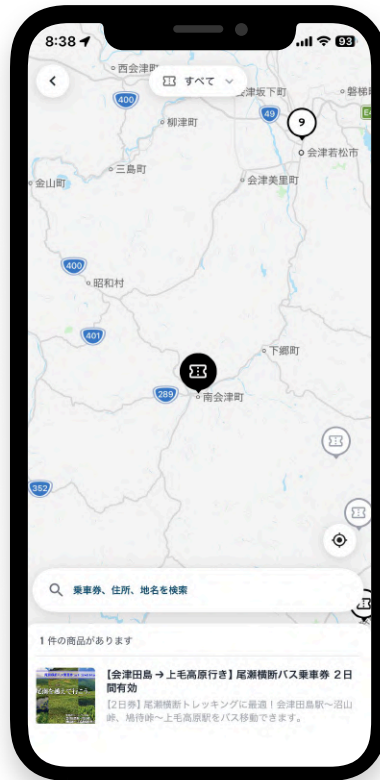 8:38
93
西会津町
すべて
会津坂下町
磐梯町
400
49
柳津町
9
会津若松市
三島町
金山町
会津美里町
400
昭和村
401
下郷町
289
南会津町
352
乗車券、住所、地名を検索
1 件の商品があります
【会津田島 → 上毛高原行き】尾瀬横断バス乗車券 2日
間有効
【2日券】尾瀬横断トレッキングに最適！会津田島駅〜沼山
峠、鳩待峠〜上毛高原駅をバス移動できます。